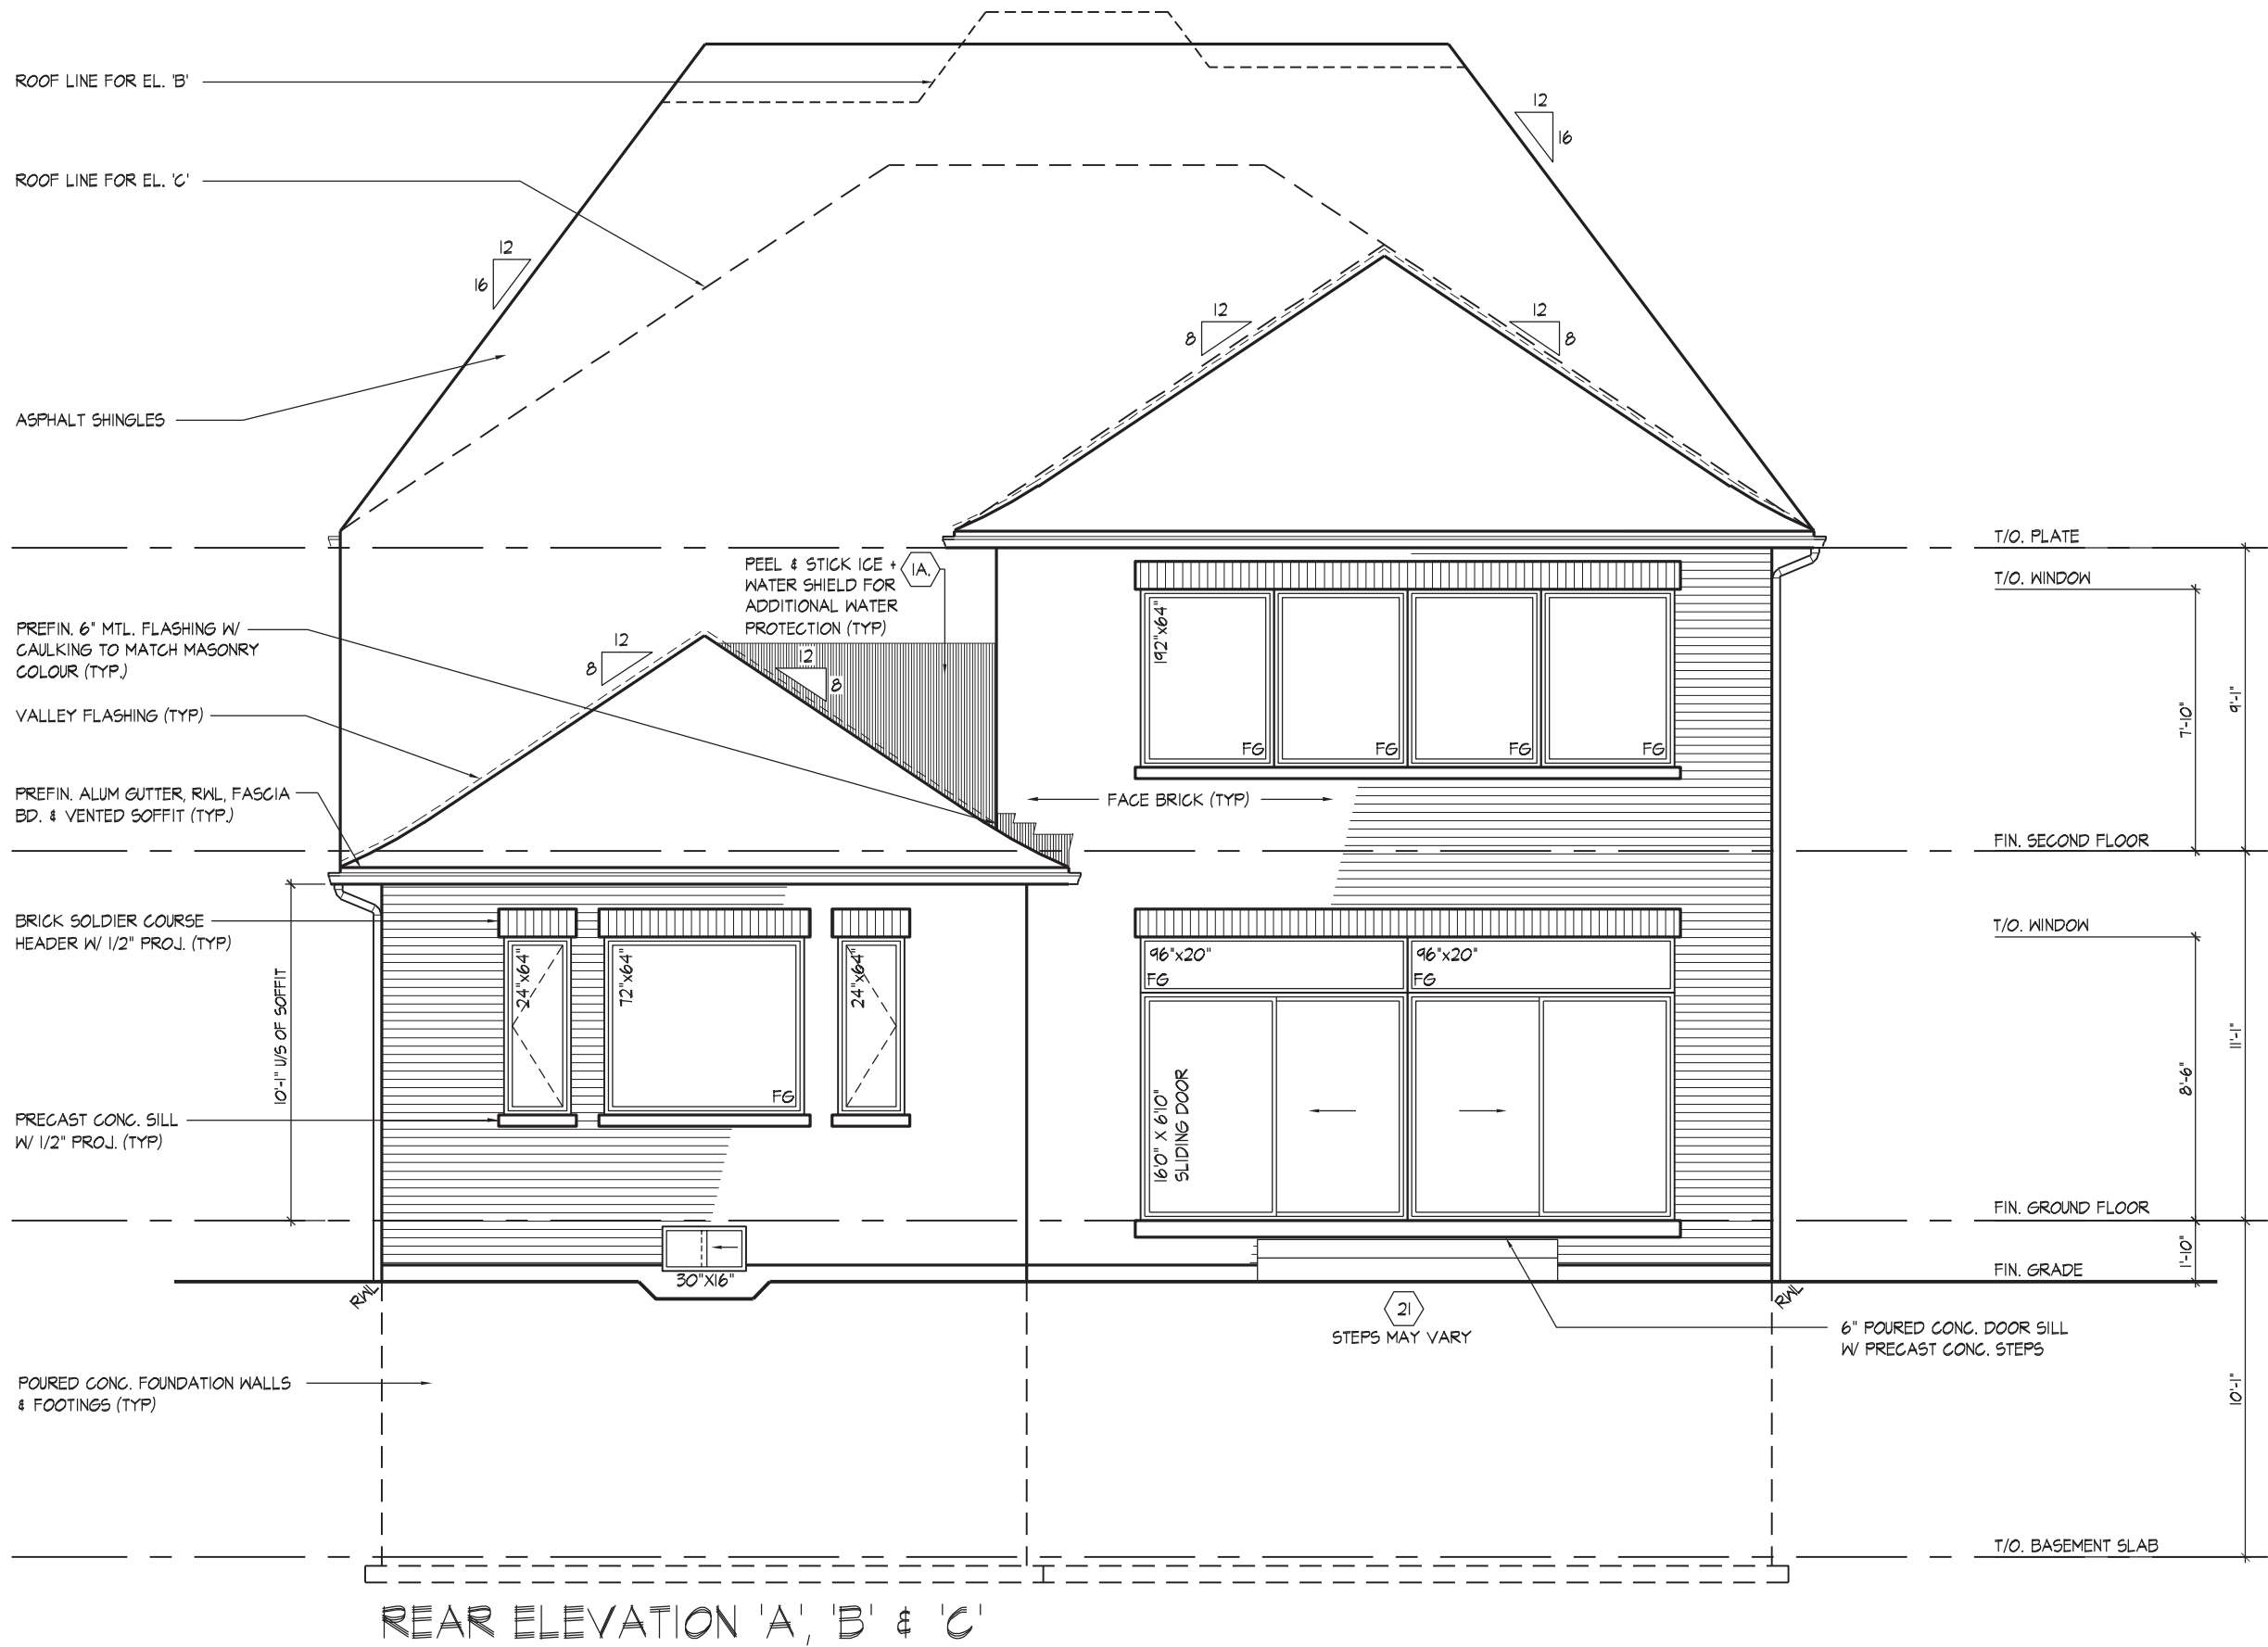 ROOF LINE FOR EL. 'B'
ROOF LINE FOR EL. 'C'
ASPHALT SHINGLES
PREFIN. 6" MTL. FLASHING W/
CAULKING TO MATCH MASONRY
COLOUR (TYP.)
VALLEY FLASHING (TYP)
PREFIN. ALUM GUTTER, RWL, FASCIA
BD. & VENTED SOFFIT (TYP.)
BRICK SOLDIER COURSE
HEADER W/ 1/2" PROJ. (TYP)
PRECAST CONC. SILL
W/ 1/2" PROJ. (TYP)
POURED CONC. FOUNDATION WALLS
& FOOTINGS (TYP)
10'-1" U/S OF SOFFIT
12
16
12
16
12
8
12
8
12
8
12
8
PEEL & STICK ICE +
WATER SHIELD FOR
ADDITIONAL WATER
PROTECTION (TYP)
1A.
192"x64"
FG
FG
FG
FG
FACE BRICK (TYP)
24"x64"
72"x64"
FG
24"x64"
96"x20"
FG
96"x20"
FG
16'0" X 6'10"
SLIDING DOOR
30"X16"
RWL
RWL
21
STEPS MAY VARY
6" POURED CONC. DOOR SILL
W/ PRECAST CONC. STEPS
T/O. PLATE
T/O. WINDOW
7'-10"
9'-1"
FIN. SECOND FLOOR
T/O. WINDOW
8'-6"
11'-1"
FIN. GROUND FLOOR
1'-10"
FIN. GRADE
10'-1"
T/O. BASEMENT SLAB
REAR ELEVATION 'A', 'B' & 'C'